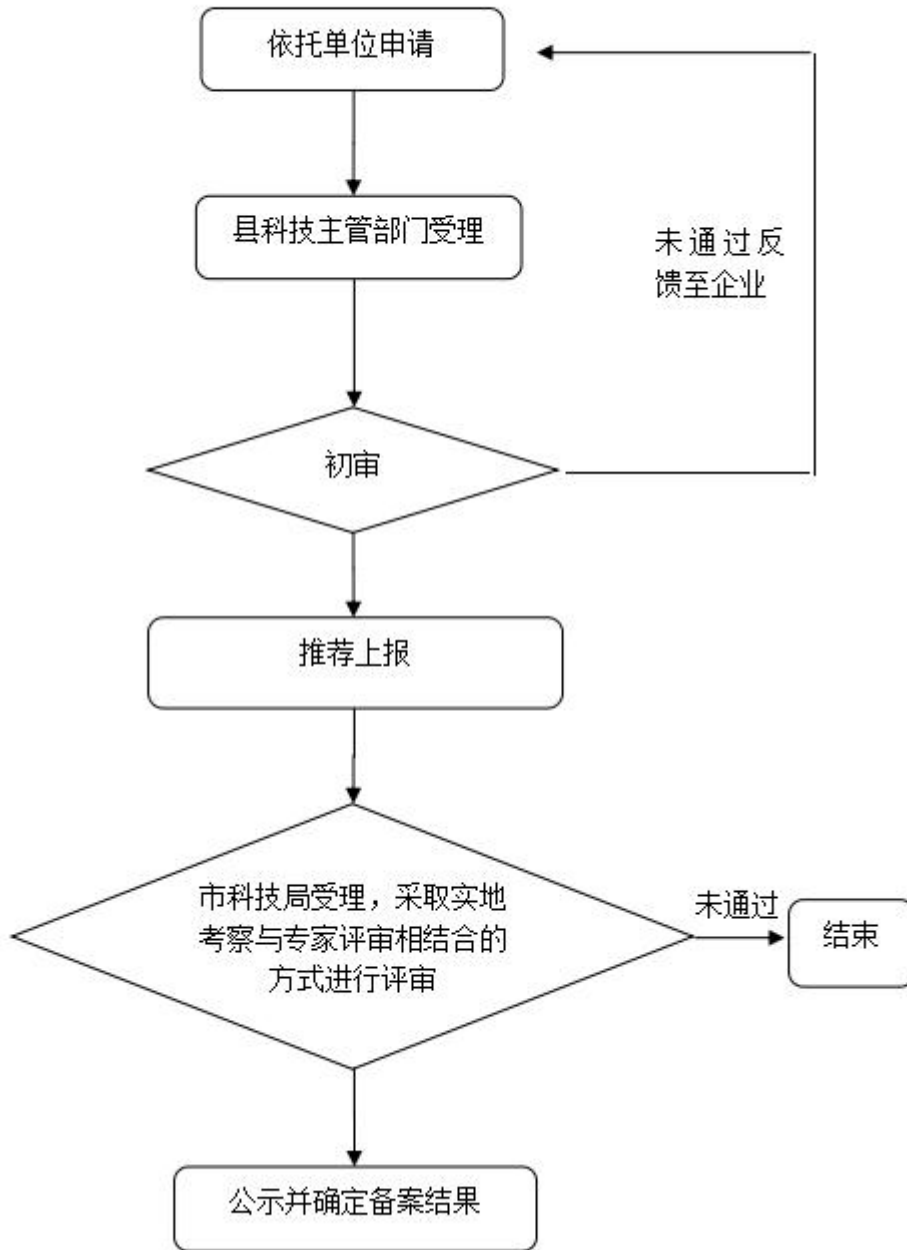 依托单位申请
县科技主管部门受理
未通过反
馈至企业
初审
推荐上报
市科技局受理，采取实地
考察与专家评审相结合的
方式进行评审
未通过
结束
公示并确定备案结果